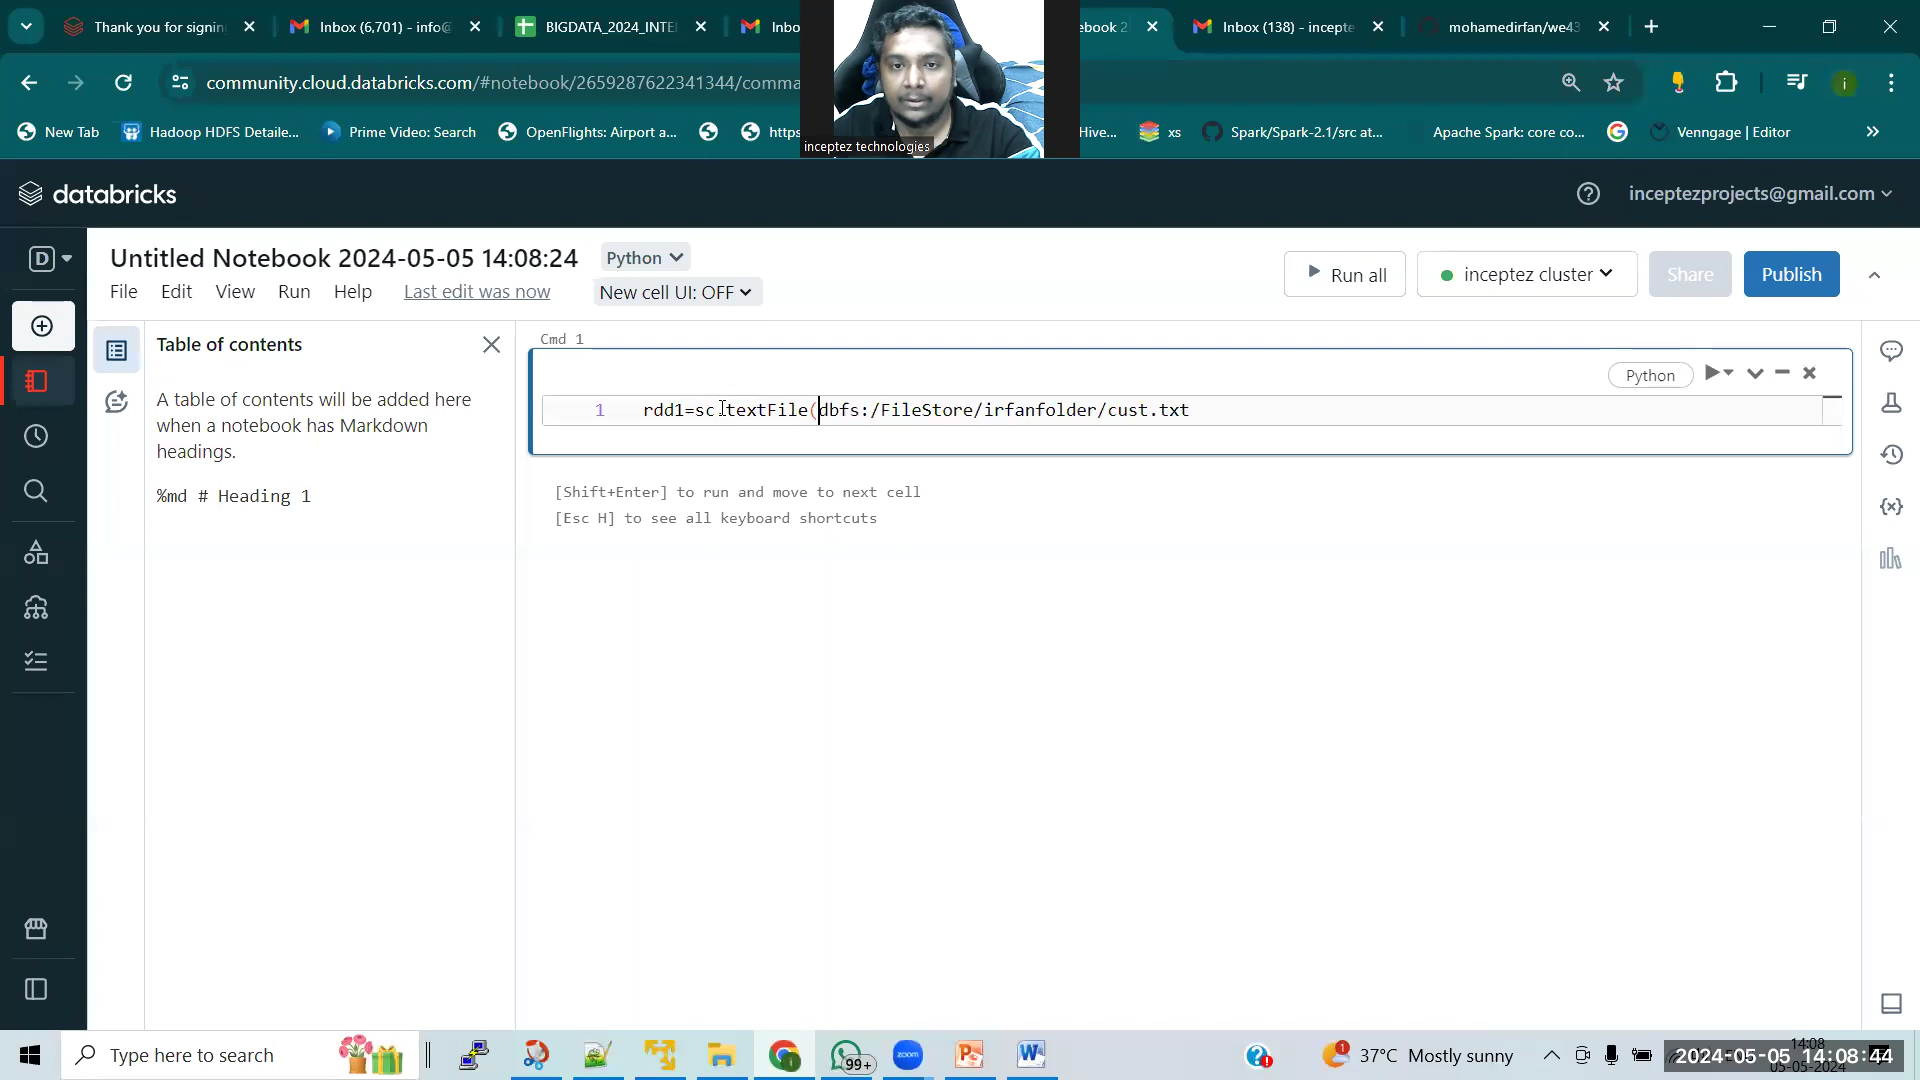 Thank you for signin
Inbox (6,701) - info@
BIGDATA_2024_INTE
Inbo
ebook 2
Inbox (138) - incepte
mohamedirfan/we43
community.cloud.databricks.com/#notebook/2659287622341344/comma
New Tab
Hadoop HDFS Detaile...
Prime Video: Search
OpenFlights: Airport a...
https
Hive...
xs
Spark/Spark-2.1/src at...
Apache Spark: core co...
Venngage | Editor
inceptez technologies
databricks
inceptezprojects@gmail.com
D
Untitled Notebook 2024-05-05 14:08:24
Python
File
Edit
View
Run
Help
Last edit was now
New cell UI: OFF
Run all
inceptez cluster
Share
Publish
Table of contents
A table of contents will be added here
when a notebook has Markdown
headings.
%md # Heading 1
Cmd 1
Python
1
rdd1=sc.textFile(dbfs:/FileStore/irfanfolder/cust.txt
[Shift+Enter] to run and move to next cell
[Esc H] to see all keyboard shortcuts
Type here to search
99+
zoom
37°C Mostly sunny
14:08
2024-05-05 14:08:44
05-05-2024